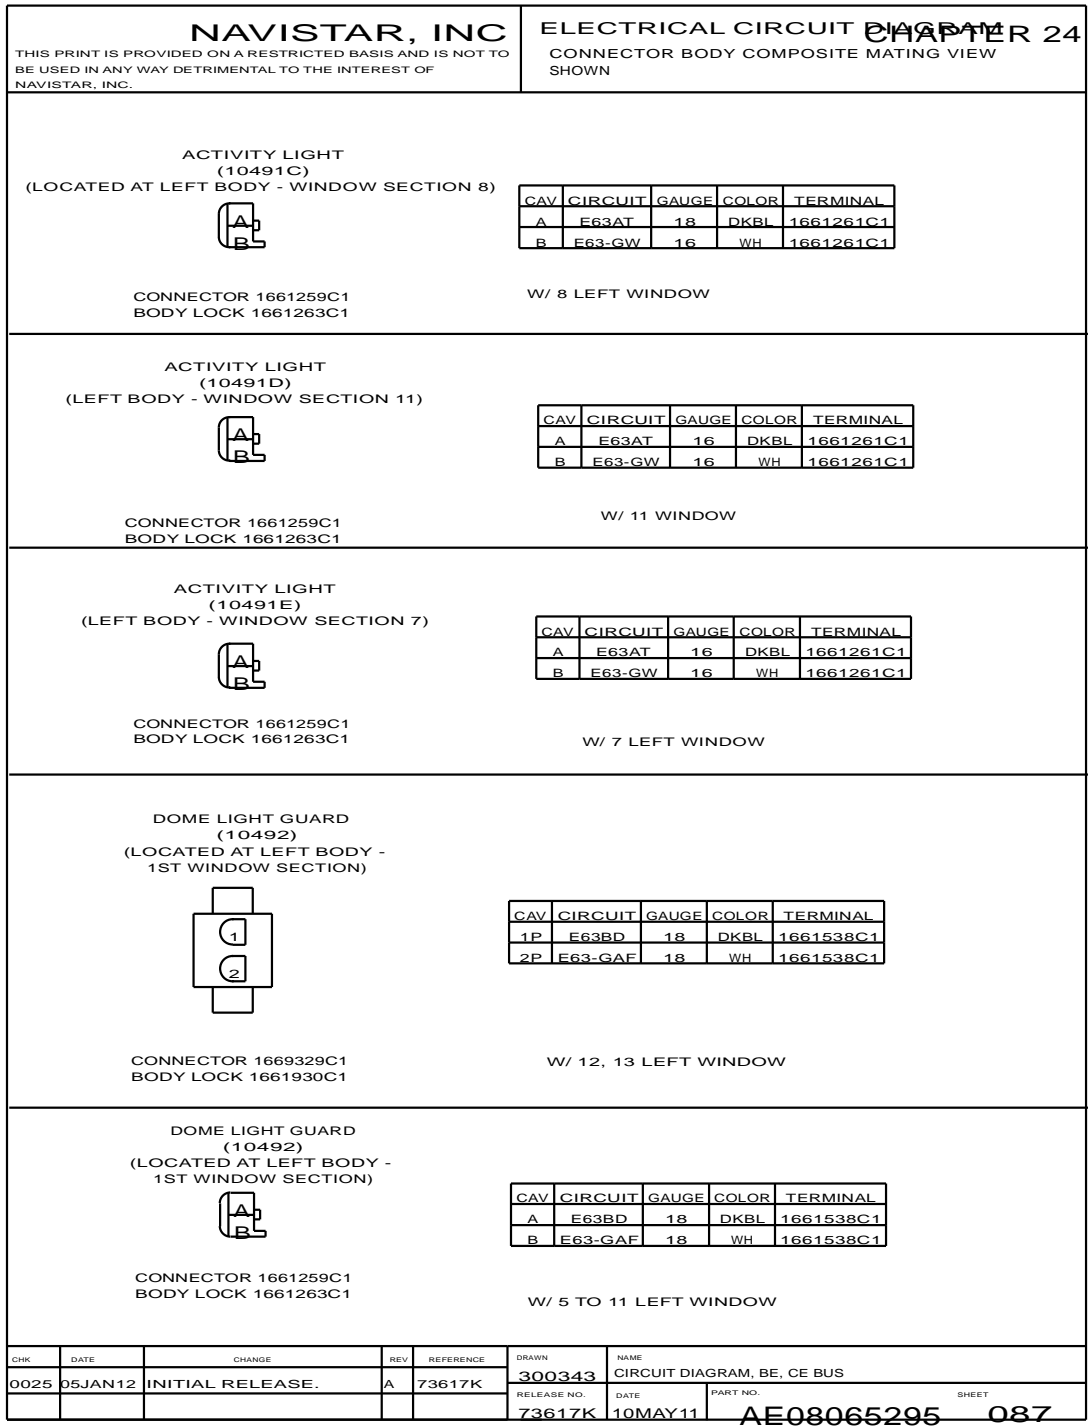 NAVISTAR, INC
THIS PRINT IS PROVIDED ON A RESTRICTED BASIS AND IS NOT TO
BE USED IN ANY WAY DETRIMENTAL TO THE INTEREST OF
NAVISTAR, INC.
ELECTRICAL CIRCUIT DIAGRAM
CHAPTER 24
CONNECTOR BODY COMPOSITE MATING VIEW
SHOWN
ACTIVITY LIGHT
(10491C)
(LOCATED AT LEFT BODY - WINDOW SECTION 8)
A
B
CAV CIRCUIT GAUGE COLOR TERMINAL
A E63AT 18 DKBL 1661261C1
B E63-GW 16 WH 1661261C1
CONNECTOR 1661259C1
BODY LOCK 1661263C1
W/ 8 LEFT WINDOW
ACTIVITY LIGHT
(10491D)
(LEFT BODY - WINDOW SECTION 11)
A
B
CAV CIRCUIT GAUGE COLOR TERMINAL
A E63AT 16 DKBL 1661261C1
B E63-GW 16 WH 1661261C1
CONNECTOR 1661259C1
BODY LOCK 1661263C1
W/ 11 WINDOW
ACTIVITY LIGHT
(10491E)
(LEFT BODY - WINDOW SECTION 7)
A
B
CAV CIRCUIT GAUGE COLOR TERMINAL
A E63AT 16 DKBL 1661261C1
B E63-GW 16 WH 1661261C1
CONNECTOR 1661259C1
BODY LOCK 1661263C1
W/ 7 LEFT WINDOW
DOME LIGHT GUARD
(10492)
(LOCATED AT LEFT BODY -
1ST WINDOW SECTION)
1
2
CAV CIRCUIT GAUGE COLOR TERMINAL
1P E63BD 18 DKBL 1661538C1
2P E63-GAF 18 WH 1661538C1
CONNECTOR 1669329C1
BODY LOCK 1661930C1
W/ 12, 13 LEFT WINDOW
DOME LIGHT GUARD
(10492)
(LOCATED AT LEFT BODY -
1ST WINDOW SECTION)
A
B
CAV CIRCUIT GAUGE COLOR TERMINAL
A E63BD 18 DKBL 1661538C1
B E63-GAF 18 WH 1661538C1
CONNECTOR 1661259C1
BODY LOCK 1661263C1
W/ 5 TO 11 LEFT WINDOW
CHK DATE CHANGE REV REFERENCE
0025 05JAN12 INITIAL RELEASE. A 73617K
DRAWN
300343
NAME
CIRCUIT DIAGRAM, BE, CE BUS
RELEASE NO.
73617K
DATE
10MAY11
PART NO.
AE08065295
SHEET
087